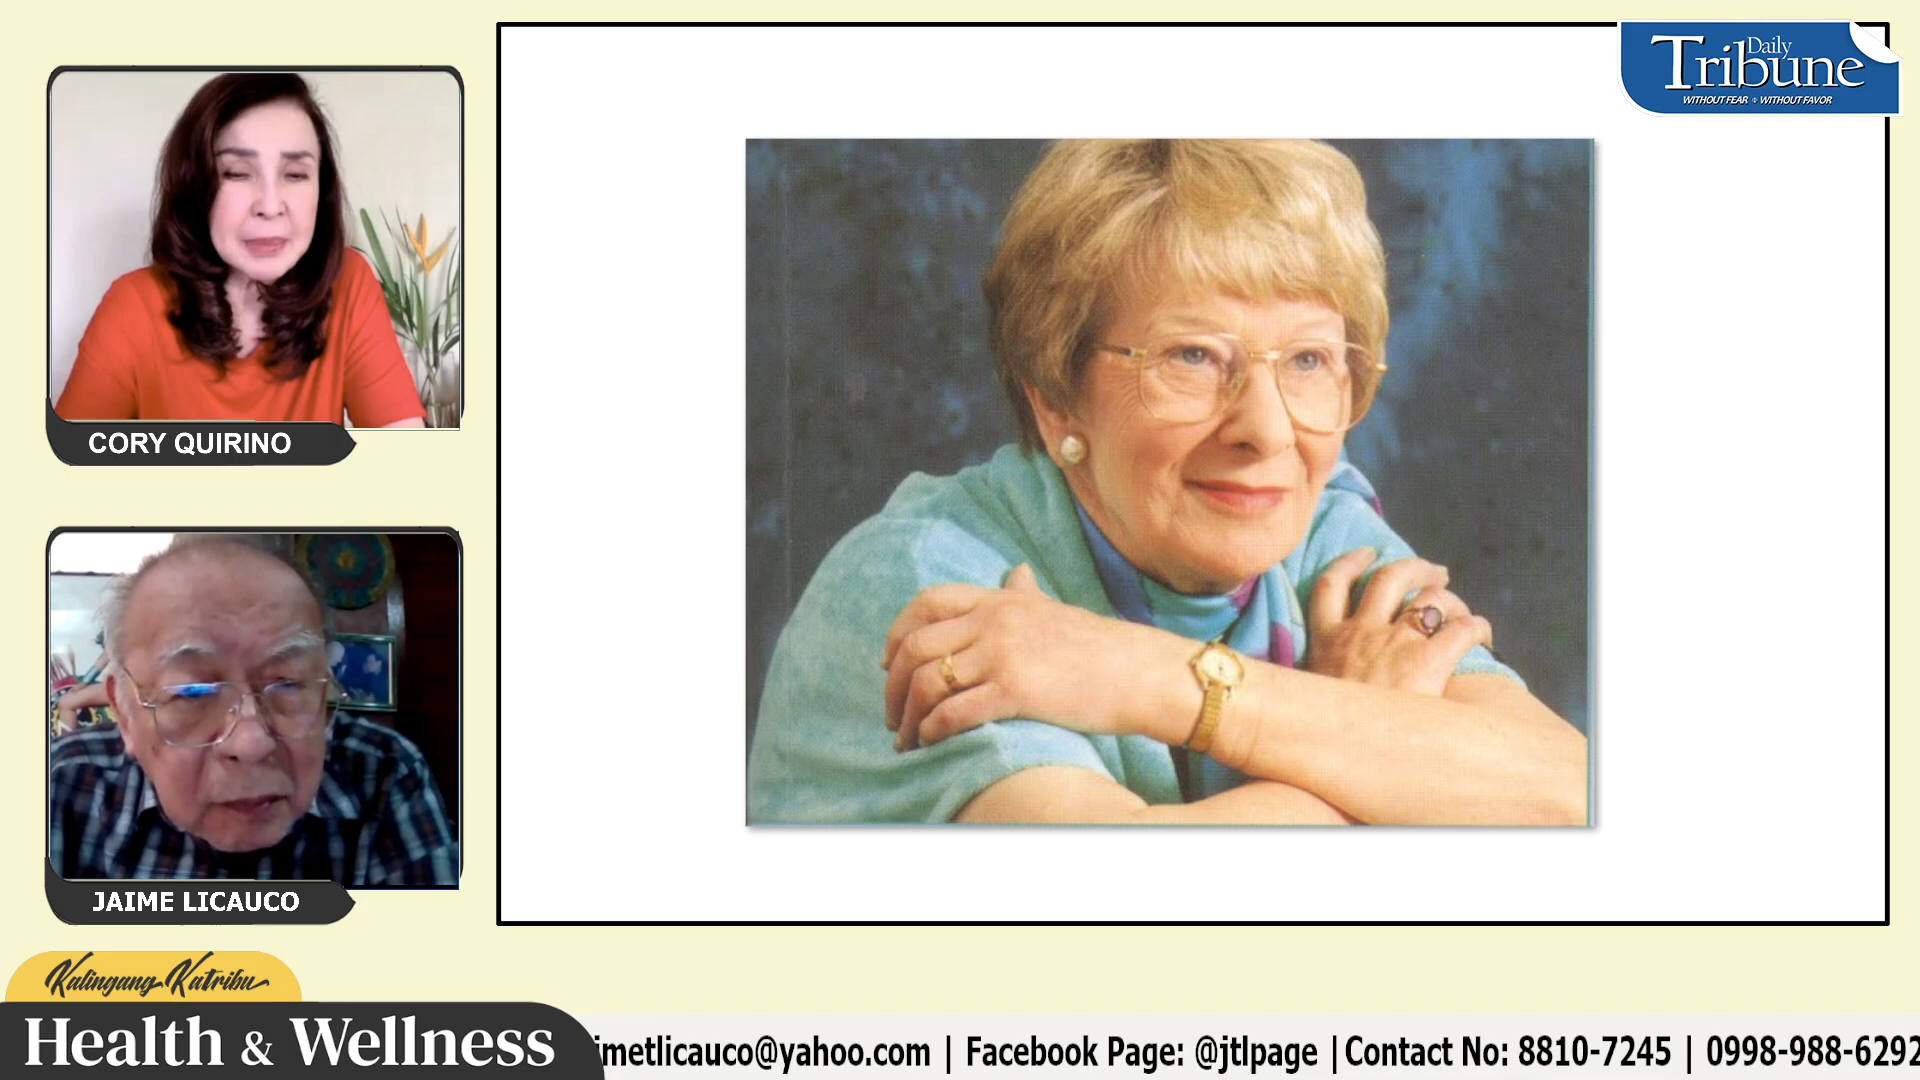 Daily
Tribune
WITHOUT FEAR • WITHOUT FAVOR
CORY QUIRINO
JAIME LICAUCO
Kalingang Katribu
Health & Wellness
imetlicauco@yahoo.com | Facebook Page: @jtlpage |Contact No: 8810-7245 | 0998-988-6292